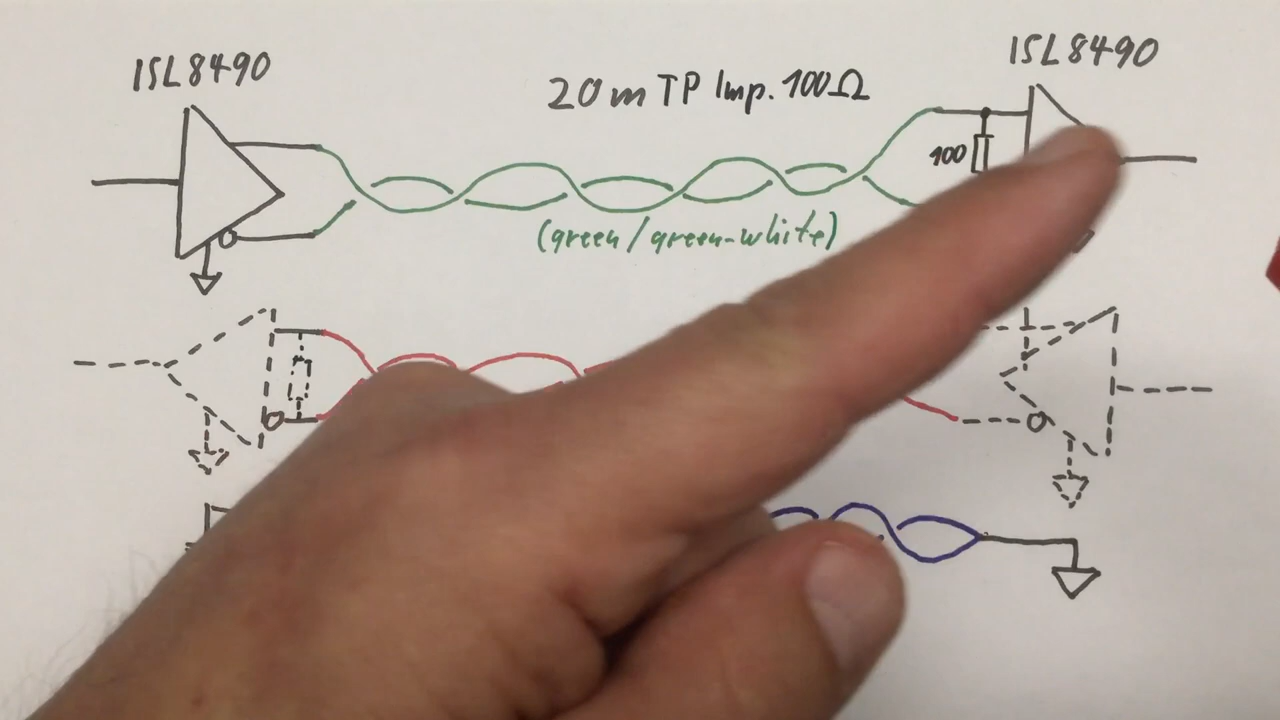 ISL8490
ISL8490
20m TP Imp. 100Ω
100
(green/green-white)